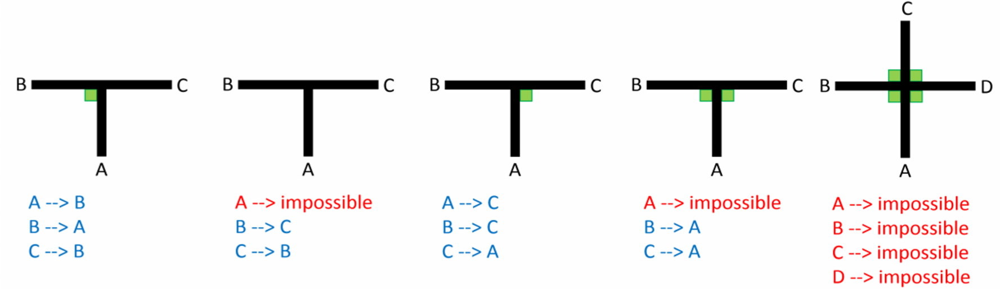 C
B C
B C
B C
B C
B D
A
A
A
A
A
A --> B
B --> A
C --> B
A --> impossible
B --> C
C --> B
A --> C
B --> C
C --> A
A --> impossible
B --> A
C --> A
A --> impossible
B --> impossible
C --> impossible
D --> impossible